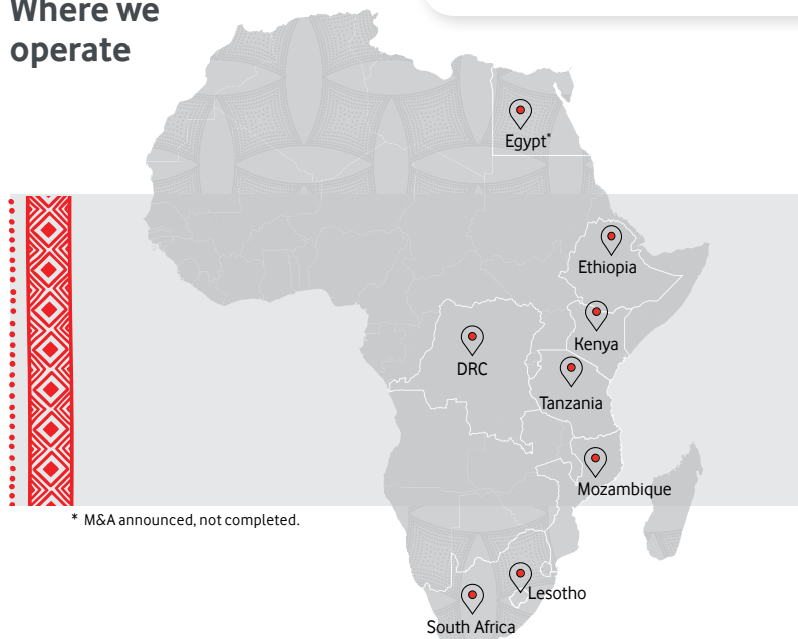 Where we
operate
Egypt*
Ethiopia
Kenya
DRC
Tanzania
Mozambique
* M&A announced, not completed.
Lesotho
South Africa